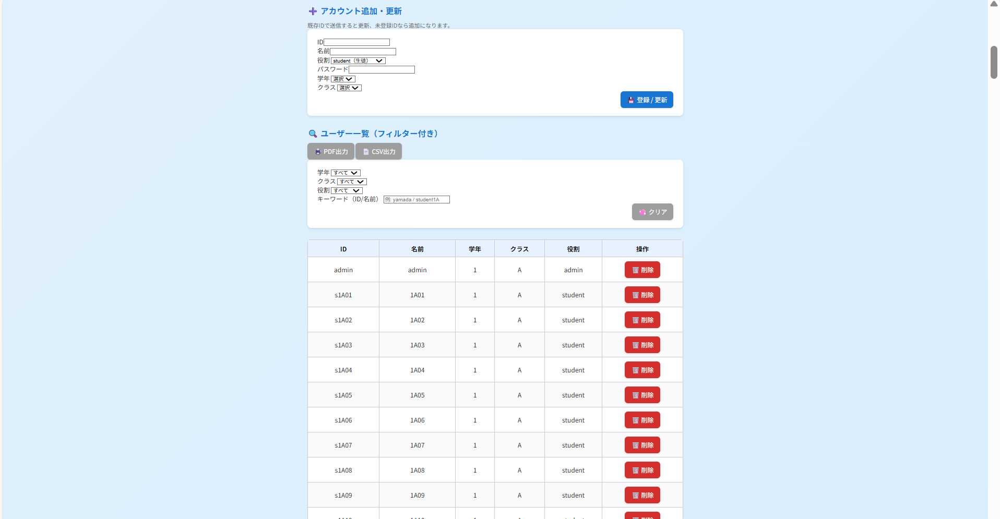 アカウント追加・更新
既存IDで送信すると更新、未登録IDなら追加になります。
ID
名前
役割 student（生徒）
パスワード
学年 選択
クラス 選択
登録 / 更新
ユーザー一覧（フィルター付き）
PDF出力 CSV出力
学年 すべて
クラス すべて
役割 すべて
キーワード（ID/名前） 例: yamada / student1A
クリア
ID 名前 学年 クラス 役割 操作
admin admin 1 A admin 削除
s1A01 1A01 1 A student 削除
s1A02 1A02 1 A student 削除
s1A03 1A03 1 A student 削除
s1A04 1A04 1 A student 削除
s1A05 1A05 1 A student 削除
s1A06 1A06 1 A student 削除
s1A07 1A07 1 A student 削除
s1A08 1A08 1 A student 削除
s1A09 1A09 1 A student 削除